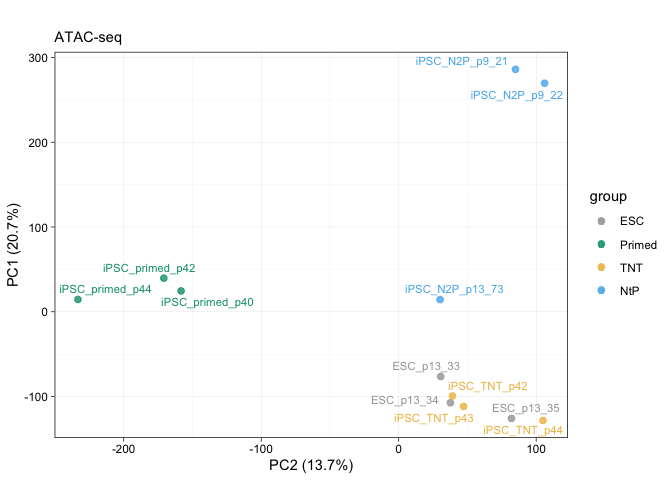 ATAC-seq
300
200
100
0
-100
PC1 (20.7%)
iPSC_N2P_p9_21
iPSC_N2P_p9_22
iPSC_primed_p42
iPSC_primed_p44
iPSC_primed_p40
iPSC_N2P_p13_73
ESC_p13_33
iPSC_TNT_p42
ESC_p13_34
ESC_p13_35
iPSC_TNT_p43
iPSC_TNT_p44
-200
-100
0
100
PC2 (13.7%)
group
ESC
Primed
TNT
NtP